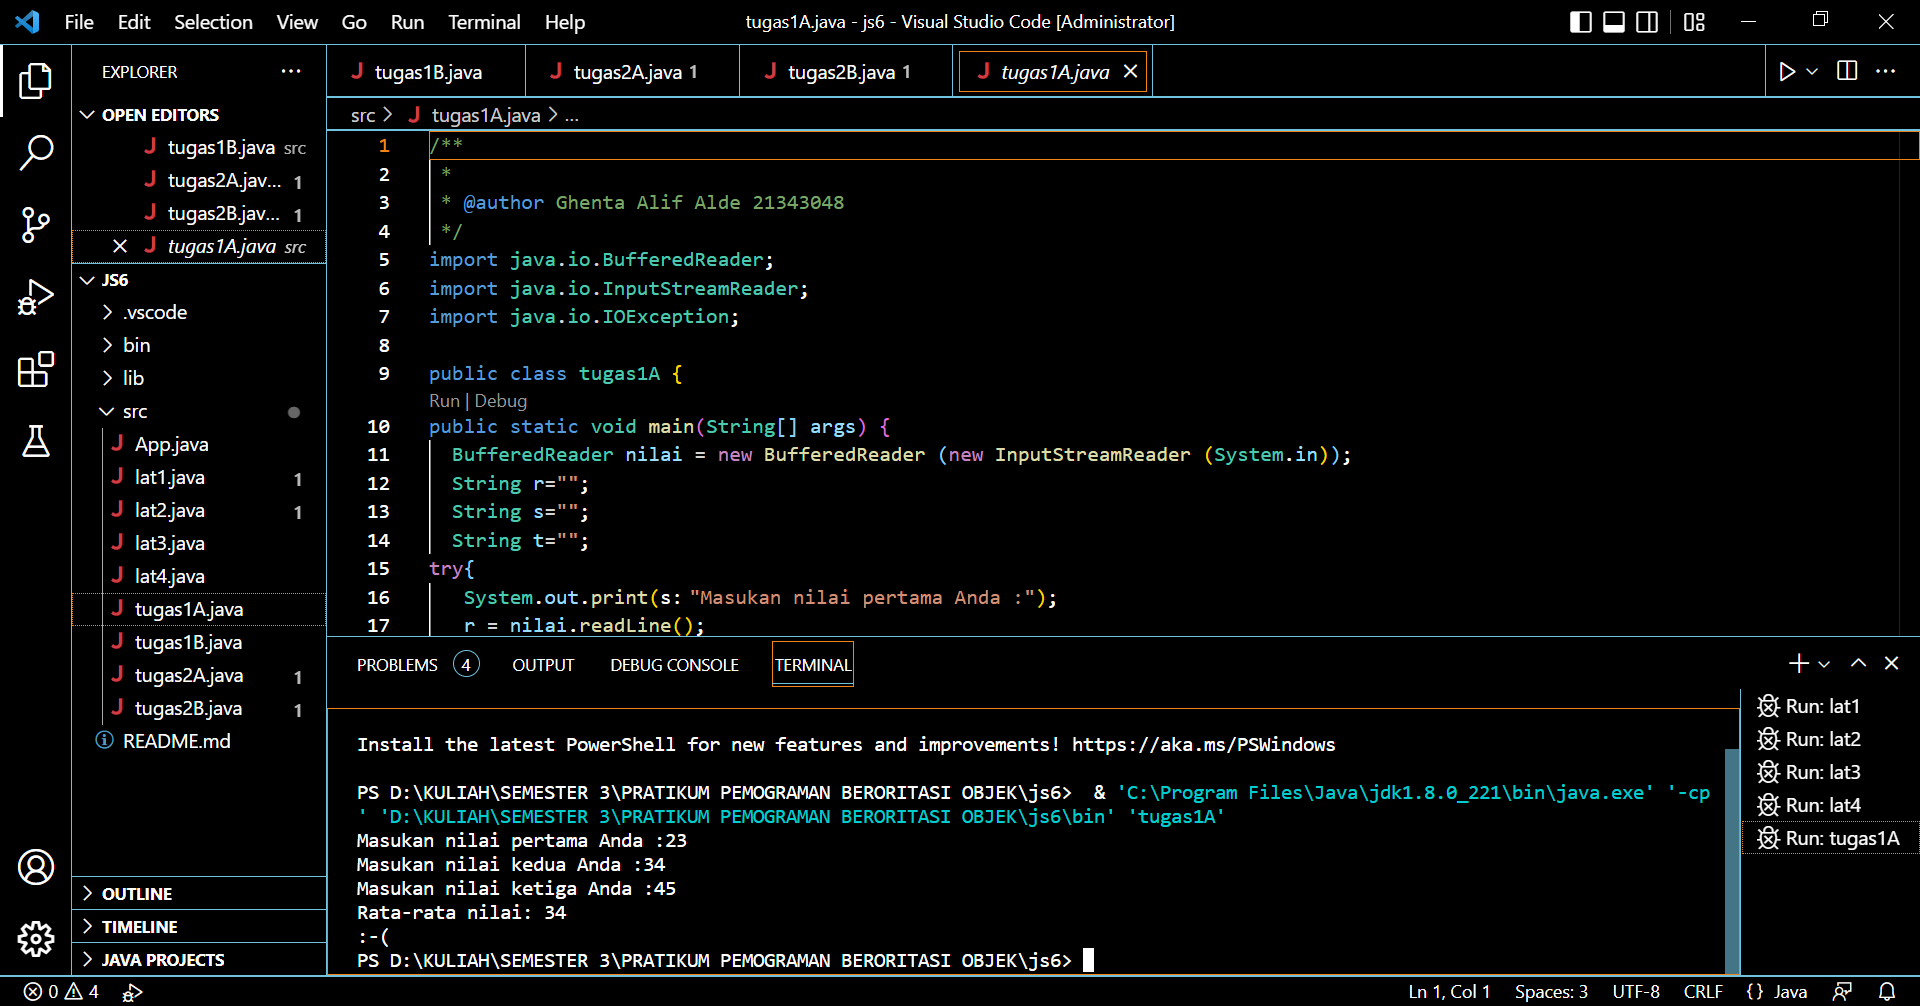 File Edit Selection View Go Run Terminal Help
tugas1A.java - js6 - Visual Studio Code [Administrator]
EXPLORER
OPEN EDITORS
tugas1B.java src
tugas2A.jav... 1
tugas2B.jav... 1
tugas1A.java src
JS6
.vscode
bin
lib
src
App.java
lat1.java 1
lat2.java 1
lat3.java
lat4.java
tugas1A.java
tugas1B.java
tugas2A.java 1
tugas2B.java 1
README.md
OUTLINE
TIMELINE
JAVA PROJECTS
tugas1B.java
tugas2A.java 1
tugas2B.java 1
tugas1A.java
src > tugas1A.java > ...
1 /**
2 *
3 * @author Ghenta Alif Alde 21343048
4 */
5 import java.io.BufferedReader;
6 import java.io.InputStreamReader;
7 import java.io.IOException;
8
9 public class tugas1A {
Run | Debug
10 public static void main(String[] args) {
11 BufferedReader nilai = new BufferedReader (new InputStreamReader (System.in));
12 String r="";
13 String s="";
14 String t="";
15 try{
16 System.out.print(s: "Masukan nilai pertama Anda :");
17 r = nilai.readLine();
PROBLEMS 4 OUTPUT DEBUG CONSOLE TERMINAL
Install the latest PowerShell for new features and improvements! https://aka.ms/PSWindows
PS D:\KULIAH\SEMESTER 3\PRATIKUM PEMOGRAMAN BERORITASI OBJEK\js6> & 'C:\Program Files\Java\jdk1.8.0_221\bin\java.exe' '-cp
' 'D:\KULIAH\SEMESTER 3\PRATIKUM PEMOGRAMAN BERORITASI OBJEK\js6\bin' 'tugas1A'
Masukan nilai pertama Anda :23
Masukan nilai kedua Anda :34
Masukan nilai ketiga Anda :45
Rata-rata nilai: 34
:-(
PS D:\KULIAH\SEMESTER 3\PRATIKUM PEMOGRAMAN BERORITASI OBJEK\js6>
Run: lat1
Run: lat2
Run: lat3
Run: lat4
Run: tugas1A
0 4
Ln 1, Col 1 Spaces: 3 UTF-8 CRLF {} Java